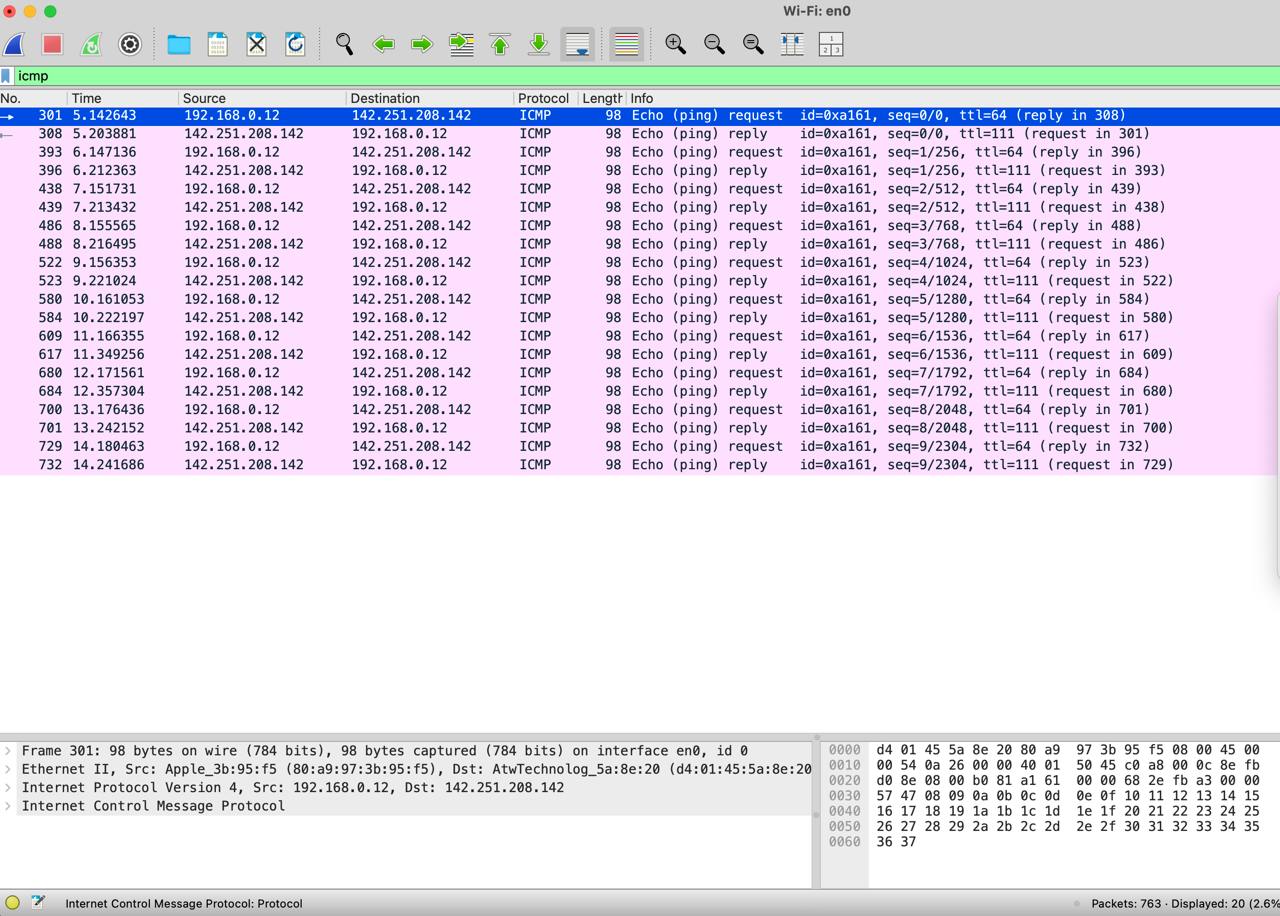 Wi-Fi: en0
icmp
No. Time Source Destination Protocol Length Info
301 5.142643 192.168.0.12 142.251.208.142 ICMP 98 Echo (ping) request id=0xa161, seq=0/0, ttl=64 (reply in 308)
308 5.203881 142.251.208.142 192.168.0.12 ICMP 98 Echo (ping) reply id=0xa161, seq=0/0, ttl=111 (request in 301)
393 6.147136 192.168.0.12 142.251.208.142 ICMP 98 Echo (ping) request id=0xa161, seq=1/256, ttl=64 (reply in 396)
396 6.212363 142.251.208.142 192.168.0.12 ICMP 98 Echo (ping) reply id=0xa161, seq=1/256, ttl=111 (request in 393)
438 7.151731 192.168.0.12 142.251.208.142 ICMP 98 Echo (ping) request id=0xa161, seq=2/512, ttl=64 (reply in 439)
439 7.213432 142.251.208.142 192.168.0.12 ICMP 98 Echo (ping) reply id=0xa161, seq=2/512, ttl=111 (request in 438)
486 8.155565 192.168.0.12 142.251.208.142 ICMP 98 Echo (ping) request id=0xa161, seq=3/768, ttl=64 (reply in 488)
488 8.216495 142.251.208.142 192.168.0.12 ICMP 98 Echo (ping) reply id=0xa161, seq=3/768, ttl=111 (request in 486)
522 9.156353 192.168.0.12 142.251.208.142 ICMP 98 Echo (ping) request id=0xa161, seq=4/1024, ttl=64 (reply in 523)
523 9.221024 142.251.208.142 192.168.0.12 ICMP 98 Echo (ping) reply id=0xa161, seq=4/1024, ttl=111 (request in 522)
580 10.161053 192.168.0.12 142.251.208.142 ICMP 98 Echo (ping) request id=0xa161, seq=5/1280, ttl=64 (reply in 584)
584 10.222197 142.251.208.142 192.168.0.12 ICMP 98 Echo (ping) reply id=0xa161, seq=5/1280, ttl=111 (request in 580)
609 11.166355 192.168.0.12 142.251.208.142 ICMP 98 Echo (ping) request id=0xa161, seq=6/1536, ttl=64 (reply in 617)
617 11.349256 142.251.208.142 192.168.0.12 ICMP 98 Echo (ping) reply id=0xa161, seq=6/1536, ttl=111 (request in 609)
680 12.171561 192.168.0.12 142.251.208.142 ICMP 98 Echo (ping) request id=0xa161, seq=7/1792, ttl=64 (reply in 684)
684 12.357304 142.251.208.142 192.168.0.12 ICMP 98 Echo (ping) reply id=0xa161, seq=7/1792, ttl=111 (request in 680)
700 13.176436 192.168.0.12 142.251.208.142 ICMP 98 Echo (ping) request id=0xa161, seq=8/2048, ttl=64 (reply in 701)
701 13.242152 142.251.208.142 192.168.0.12 ICMP 98 Echo (ping) reply id=0xa161, seq=8/2048, ttl=111 (request in 700)
729 14.180463 192.168.0.12 142.251.208.142 ICMP 98 Echo (ping) request id=0xa161, seq=9/2304, ttl=64 (reply in 732)
732 14.241686 142.251.208.142 192.168.0.12 ICMP 98 Echo (ping) reply id=0xa161, seq=9/2304, ttl=111 (request in 729)
Frame 301: 98 bytes on wire (784 bits), 98 bytes captured (784 bits) on interface en0, id 0
Ethernet II, Src: Apple_3b:95:f5 (80:a9:97:3b:95:f5), Dst: AtwTechnolog_5a:8e:20 (d4:01:45:5a:8e:20
Internet Protocol Version 4, Src: 192.168.0.12, Dst: 142.251.208.142
Internet Control Message Protocol
0000 d4 01 45 5a 8e 20 80 a9 97 3b 95 f5 08 00 45 00
0010 00 54 0a 26 00 00 40 01 50 45 c0 a8 00 0c 8e fb
0020 d0 8e 08 00 b0 81 a1 61 00 00 68 2e fb a3 00 00
0030 57 47 08 09 0a 0b 0c 0d 0e 0f 10 11 12 13 14 15
0040 16 17 18 19 1a 1b 1c 1d 1e 1f 20 21 22 23 24 25
0050 26 27 28 29 2a 2b 2c 2d 2e 2f 30 31 32 33 34 35
0060 36 37
Internet Control Message Protocol: Protocol
Packets: 763 · Displayed: 20 (2.6%